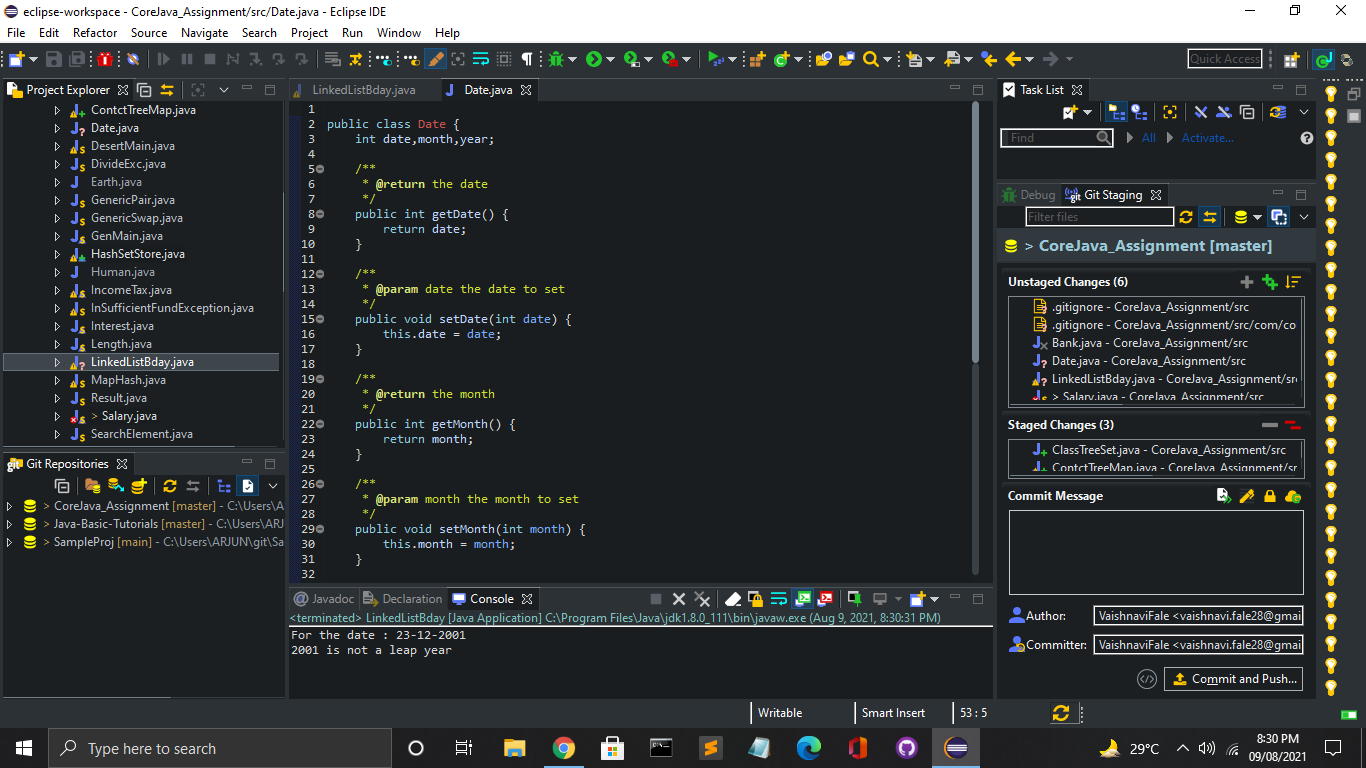 eclipse-workspace - CoreJava_Assignment/src/Date.java - Eclipse IDE
File Edit Refactor Source Navigate Search Project Run Window Help
Quick Access
Project Explorer
ContctTreeMap.java
Date.java
DesertMain.java
DivideExc.java
Earth.java
GenericPair.java
GenericSwap.java
GenMain.java
HashSetStore.java
Human.java
IncomeTax.java
InSufficientFundException.java
Interest.java
Length.java
LinkedListBday.java
MapHash.java
Result.java
> Salary.java
SearchElement.java
Git Repositories
> CoreJava_Assignment [master] - C:\Users\A
> Java-Basic-Tutorials [master] - C:\Users\ARJ
> SampleProj [main] - C:\Users\ARJUN\git\Sa
LinkedListBday.java Date.java
1
2 public class Date {
3 int date,month,year;
4
5 /**
6 * @return the date
7 */
8 public int getDate() {
9 return date;
10 }
11
12 /**
13 * @param date the date to set
14 */
15 public void setDate(int date) {
16 this.date = date;
17 }
18
19 /**
20 * @return the month
21 */
22 public int getMonth() {
23 return month;
24 }
25
26 /**
27 * @param month the month to set
28 */
29 public void setMonth(int month) {
30 this.month = month;
31 }
32
Javadoc Declaration Console
<terminated> LinkedListBday [Java Application] C:\Program Files\Java\jdk1.8.0_111\bin\javaw.exe (Aug 9, 2021, 8:30:31 PM)
For the date : 23-12-2001
2001 is not a leap year
Task List
Find All Activate...
Debug Git Staging
Filter files
> CoreJava_Assignment [master]
Unstaged Changes (6)
.gitignore - CoreJava_Assignment/src
.gitignore - CoreJava_Assignment/src/com/co
Bank.java - CoreJava_Assignment/src
Date.java - CoreJava_Assignment/src
LinkedListBday.java - CoreJava_Assignment/sr
> Salary.java - CoreJava_Assignment/src
Staged Changes (3)
ClassTreeSet.java - CoreJava_Assignment/src
ContctTreeMap.java - CoreJava_Assignment/sr
Commit Message
Author: VaishnaviFale <vaishnavi.fale28@gmai
Committer: VaishnaviFale <vaishnavi.fale28@gmai
Commit and Push...
Writable Smart Insert 53 : 5
Type here to search
29°C
8:30 PM
09/08/2021